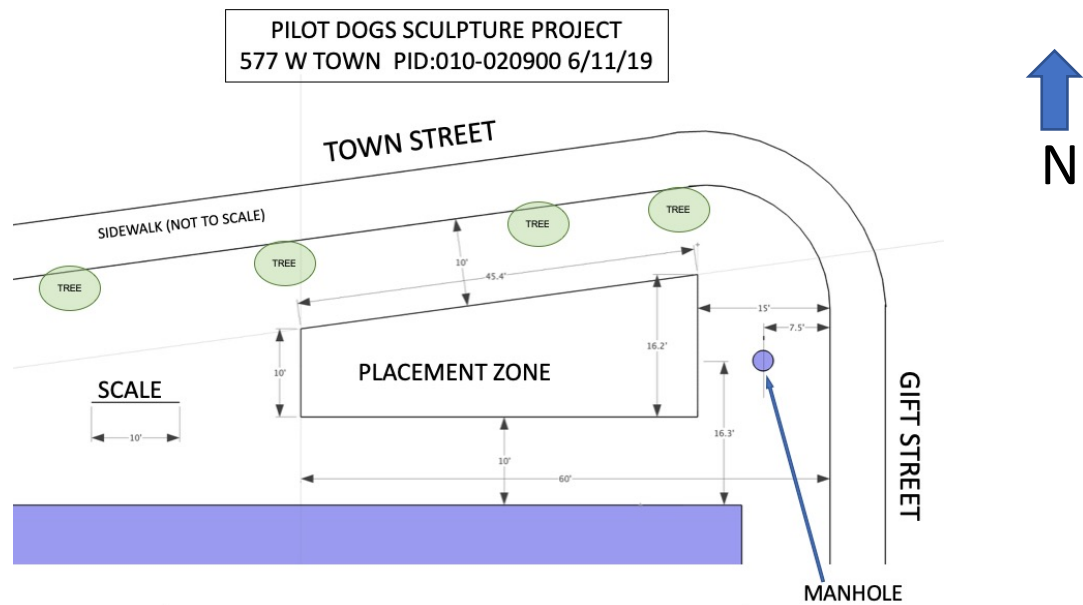 PILOT DOGS SCULPTURE PROJECT
577 W TOWN PID:010-020900 6/11/19
N
TOWN STREET
SIDEWALK (NOT TO SCALE)
TREE
TREE
TREE
TREE
10'
45.4'
15'
7.5'
10'
16.2'
PLACEMENT ZONE
SCALE
10'
16.3'
10'
60'
GIFT STREET
MANHOLE